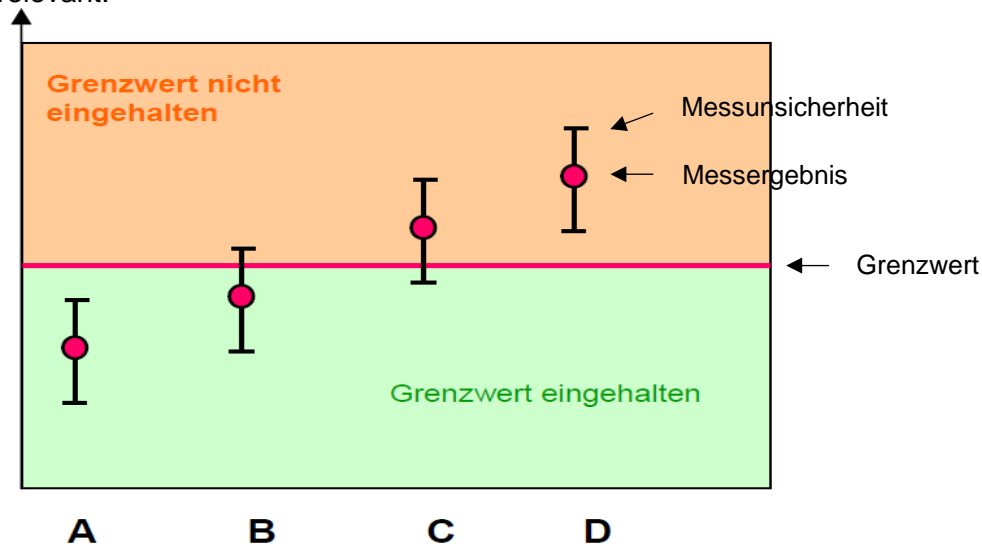 Grenzwert nicht
eingehalten
Messunsicherheit
Messergebnis
Grenzwert
Grenzwert eingehalten
A B C D